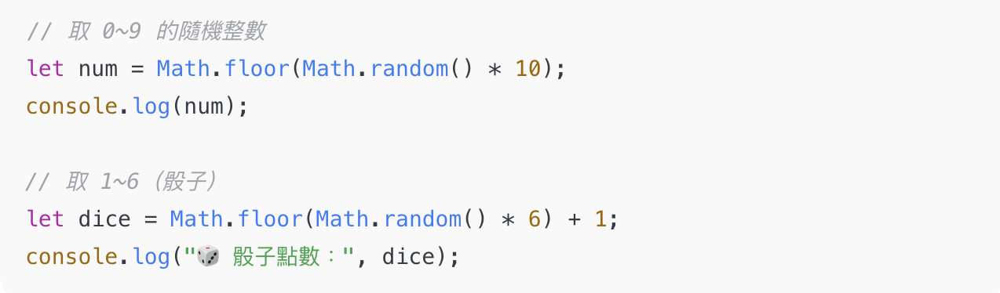 // 取 0~9 的隨機整數
let num = Math.floor(Math.random() * 10);
console.log(num);
// 取 1~6（骰子）
let dice = Math.floor(Math.random() * 6) + 1;
console.log("🎲 骰子點數：", dice);